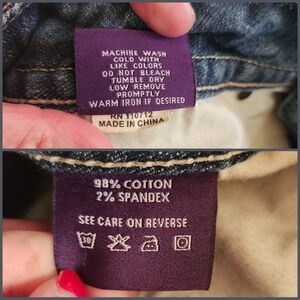 MACHINE WASH
COLD WITH
LIKE COLORS
DO NOT BLEACH
TUMBLE DRY
LOW REMOVE
PROMPTLY
WARM IRON IF DESIRED
RN 110712
MADE IN CHINA
98% COTTON
2% SPANDEX
SEE CARE ON REVERSE
30